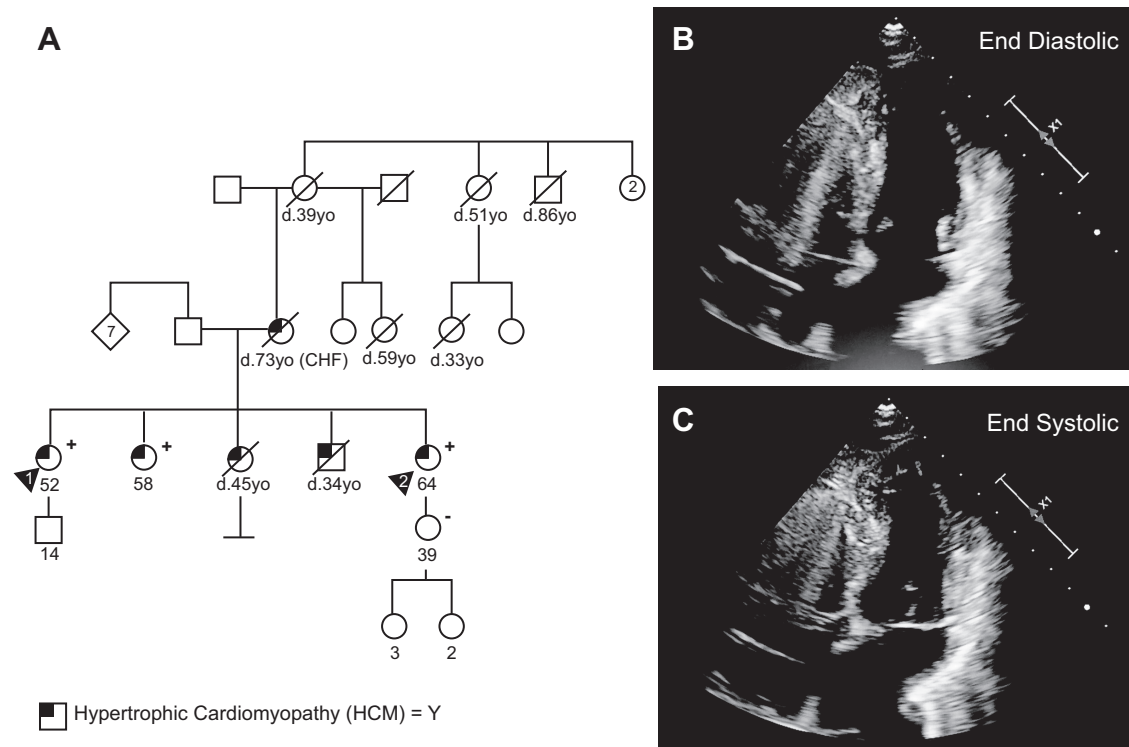 A
d.39yo
d.51yo
d.86yo
2
7
d.73yo (CHF)
d.59yo
d.33yo
+
+
+
1
52
58
d.45yo
d.34yo
2
64
-
14
39
3
2
Hypertrophic Cardiomyopathy (HCM) = Y
B
End Diastolic
X1
C
End Systolic
X1